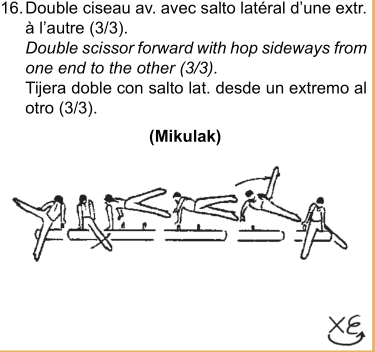 16. Double ciseau av. avec salto latéral d'une extr.
à l'autre (3/3).
Double scissor forward with hop sideways from
one end to the other (3/3).
Tijera doble con salto lat. desde un extremo al
otro (3/3).
(Mikulak)